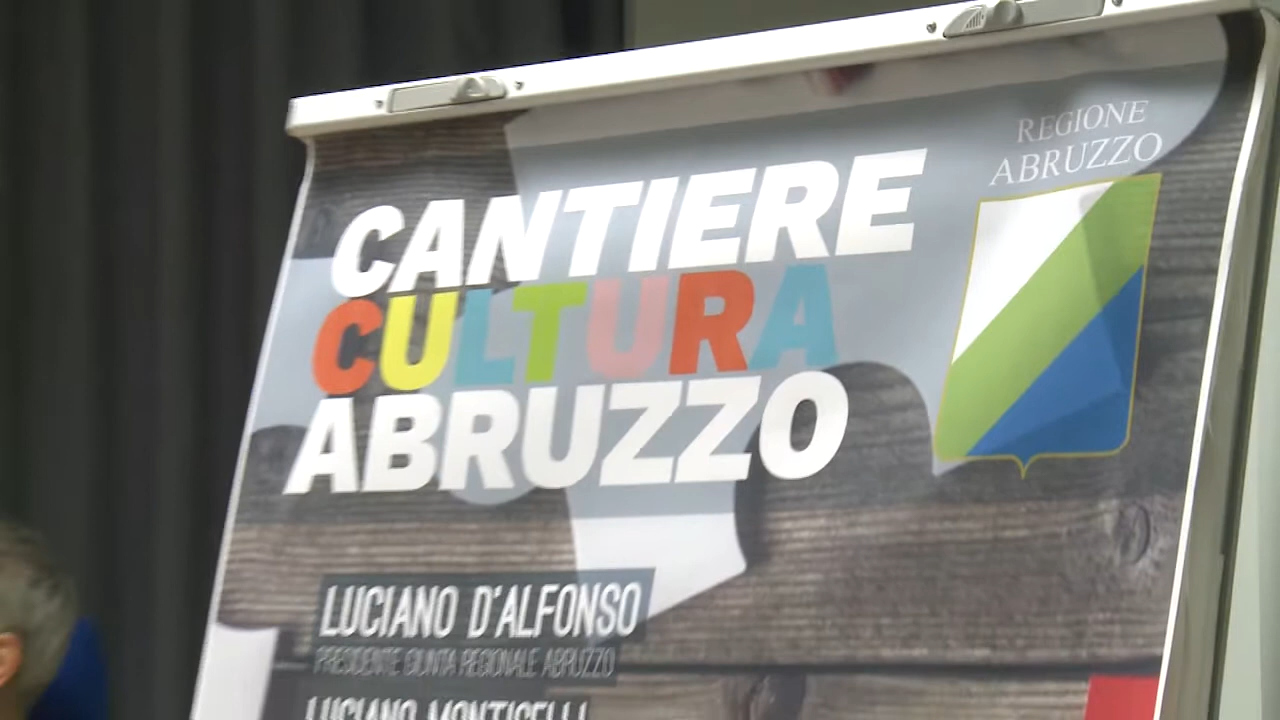 REGIONE
ABRUZZO
CANTIERE
CULTURA
ABRUZZO
LUCIANO D'ALFONSO
PRESIDENTE GIUNTA REGIONALE ABRUZZO
LUCIANO MONTICELLI